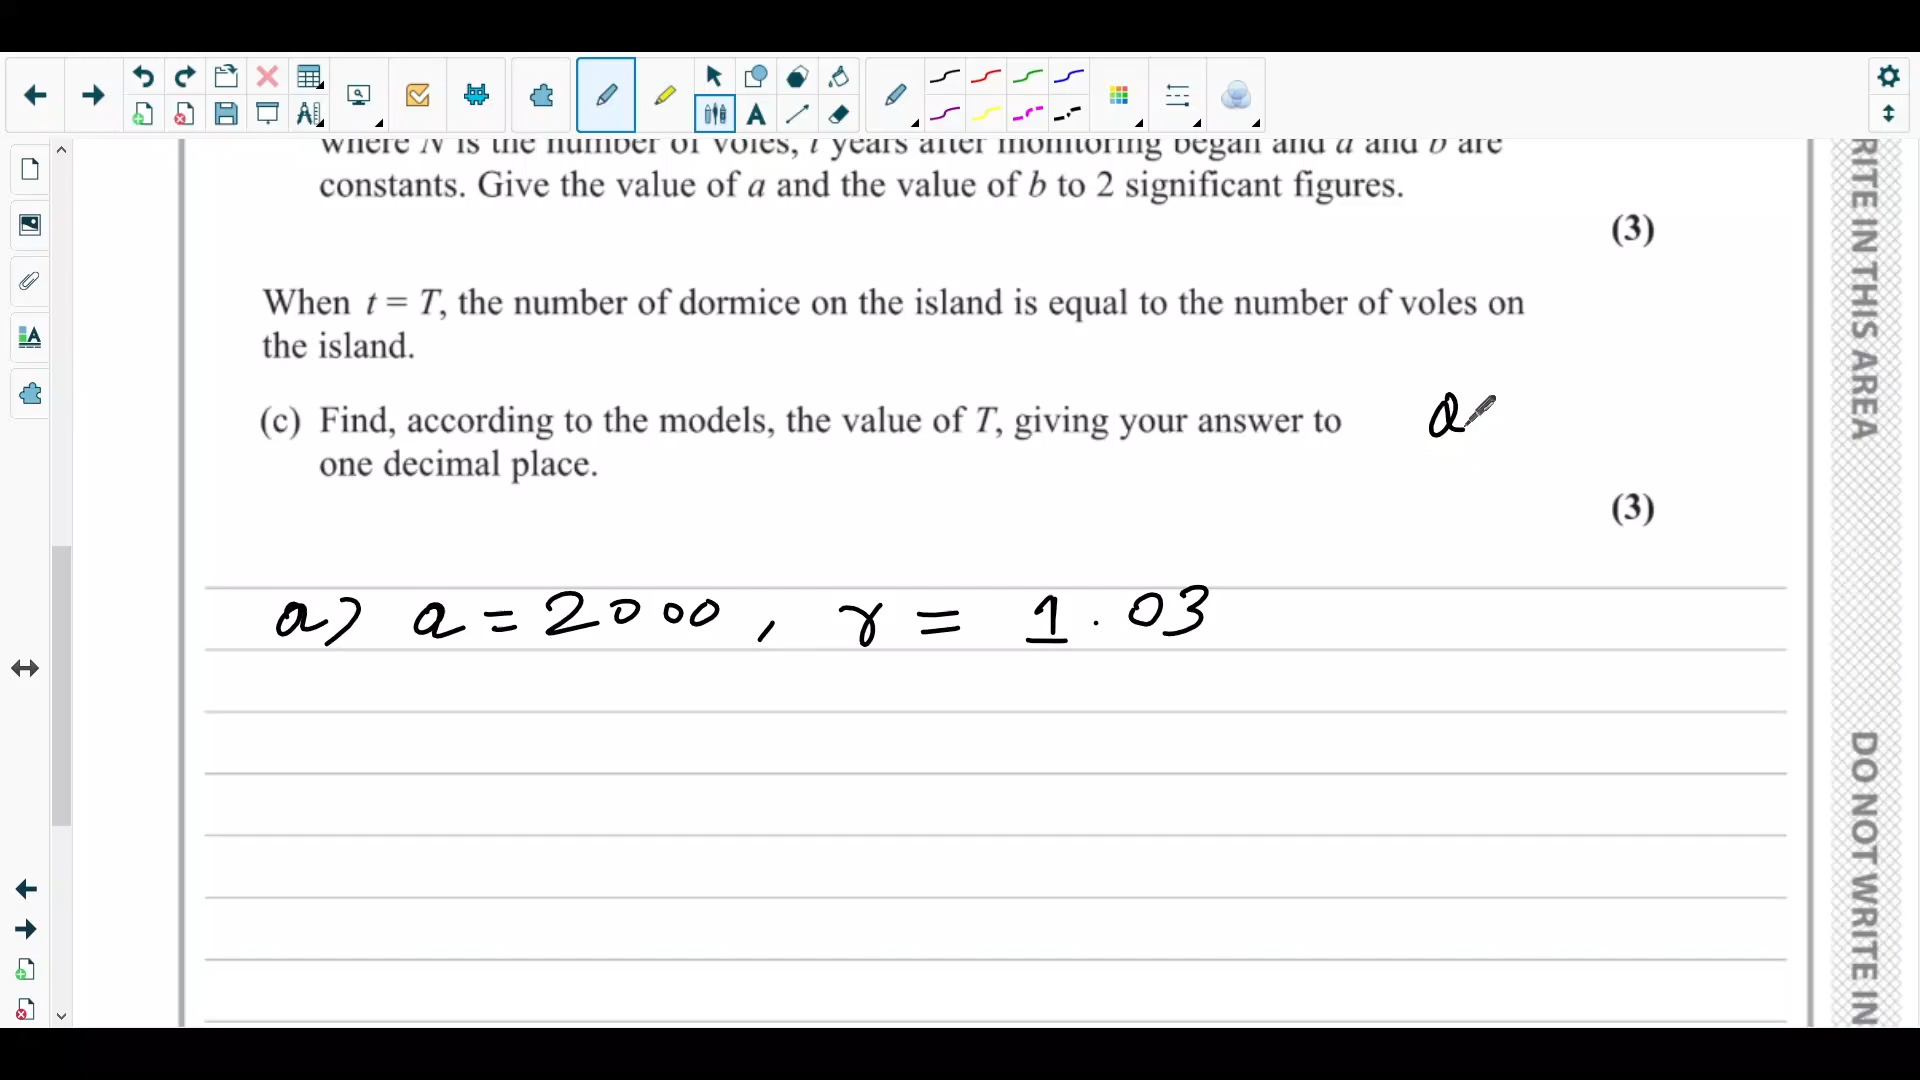 where N is the number of voles, t years after monitoring began and a and b are
constants. Give the value of a and the value of b to 2 significant figures.
(3)
When t = T, the number of dormice on the island is equal to the number of voles on
the island.
(c) Find, according to the models, the value of T, giving your answer to
one decimal place.
a
(3)
a) a = 2000 , r = 1.03
RITE IN THIS AREA
DO NOT WRITE IN